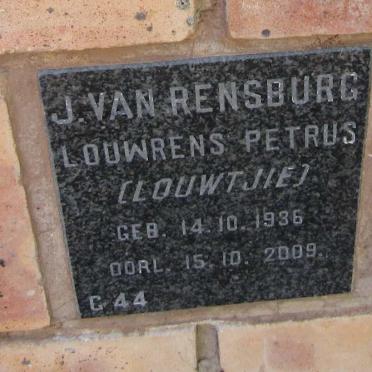 J. VAN RENSBURG
LOUWRENS PETRUS
(LOUWTJIE)
GEB. 14.10.1936
OORL. 15.10.2009.
C 44